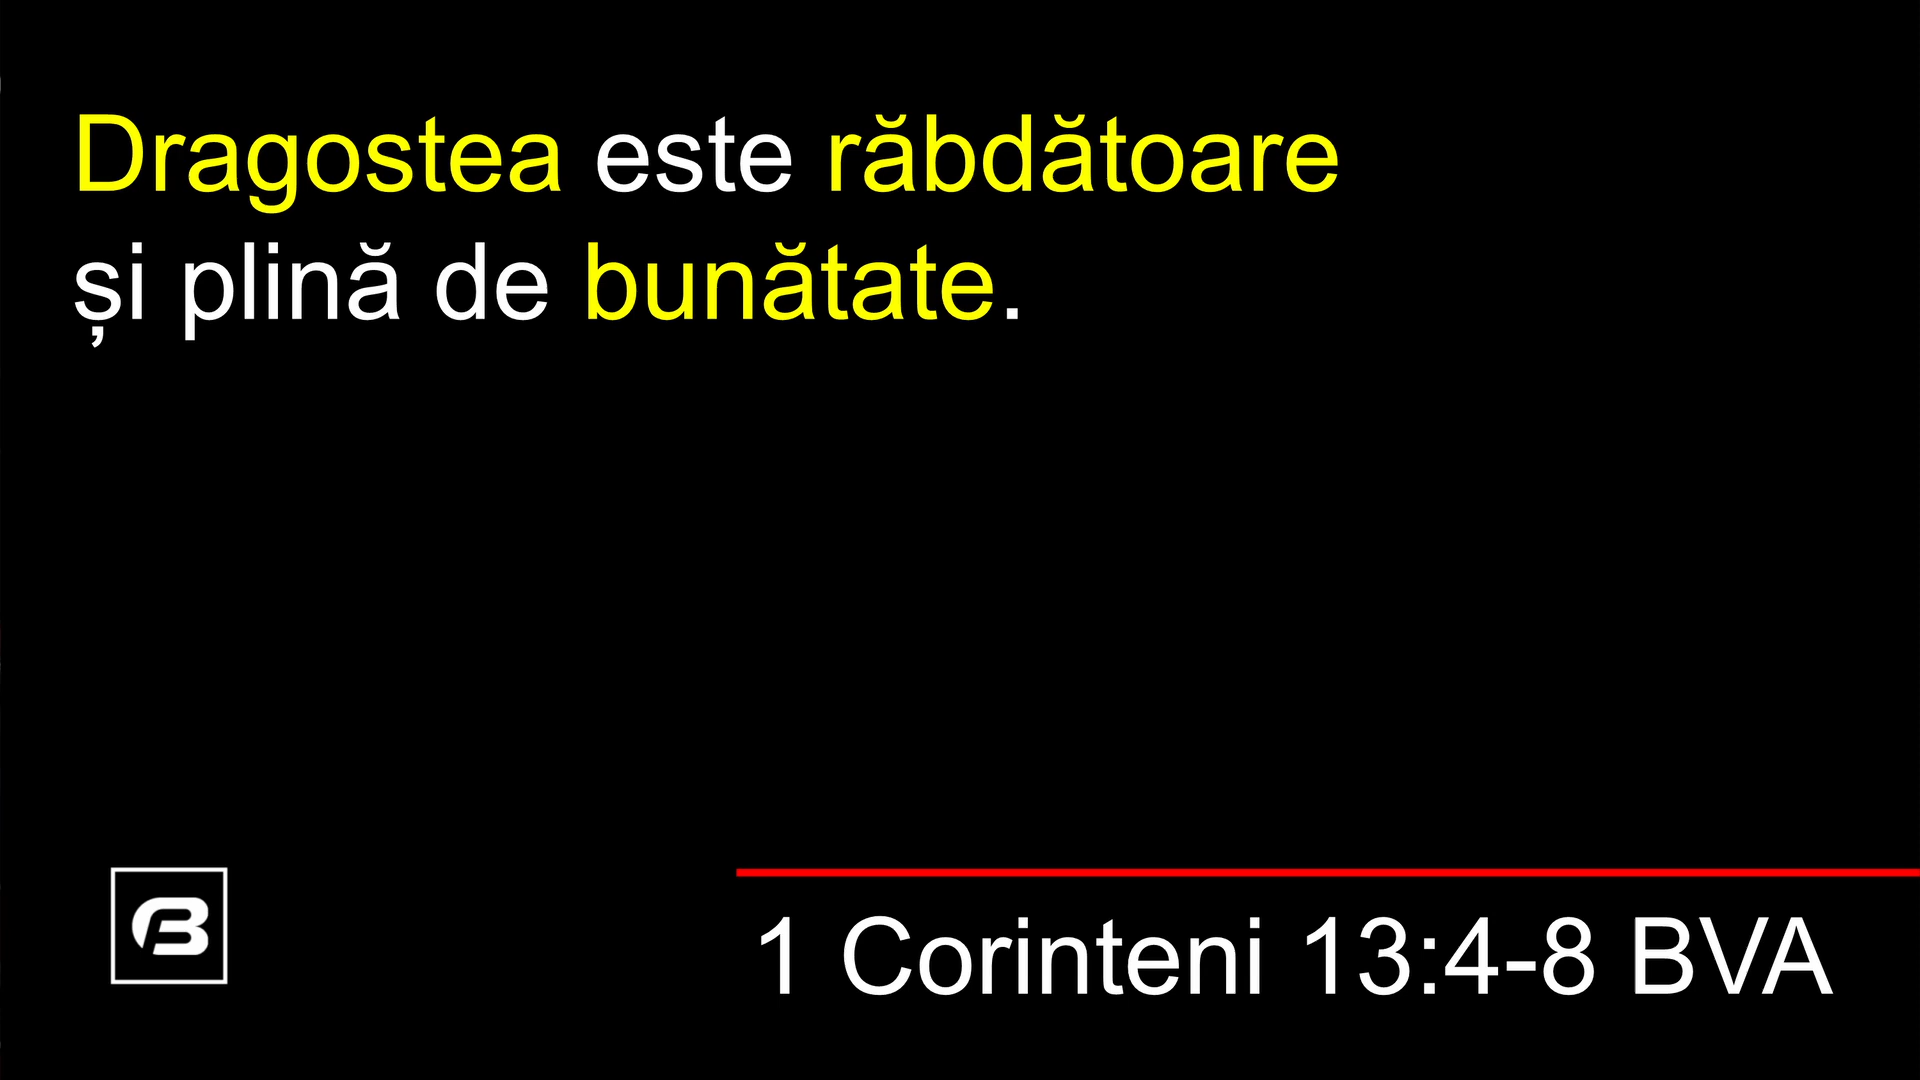 Dragostea este răbdătoare
și plină de bunătate.
B
1 Corinteni 13:4-8 BVA